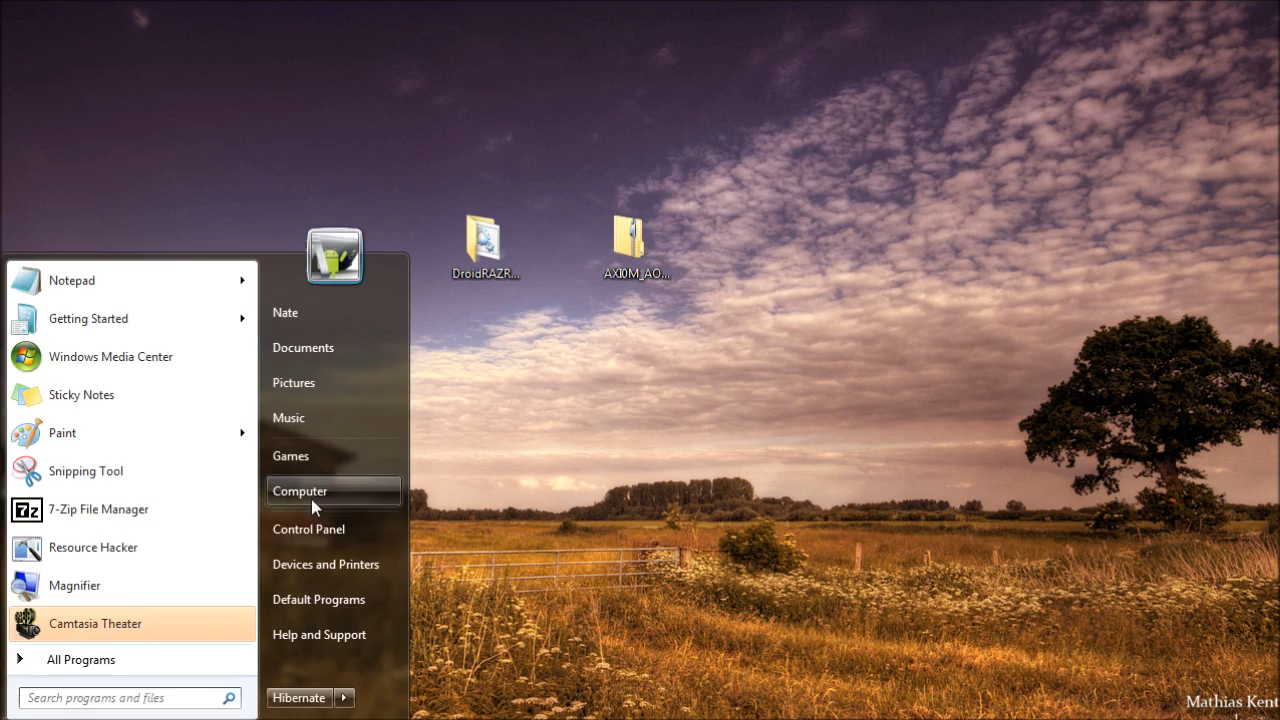 DroidRAZR...
AXI0M_AO...
Notepad
Getting Started
Windows Media Center
Sticky Notes
Paint
Snipping Tool
7-Zip File Manager
Resource Hacker
Magnifier
Camtasia Theater
All Programs
Search programs and files
Nate
Documents
Pictures
Music
Games
Computer
Control Panel
Devices and Printers
Default Programs
Help and Support
Hibernate
7z
Mathias Kent